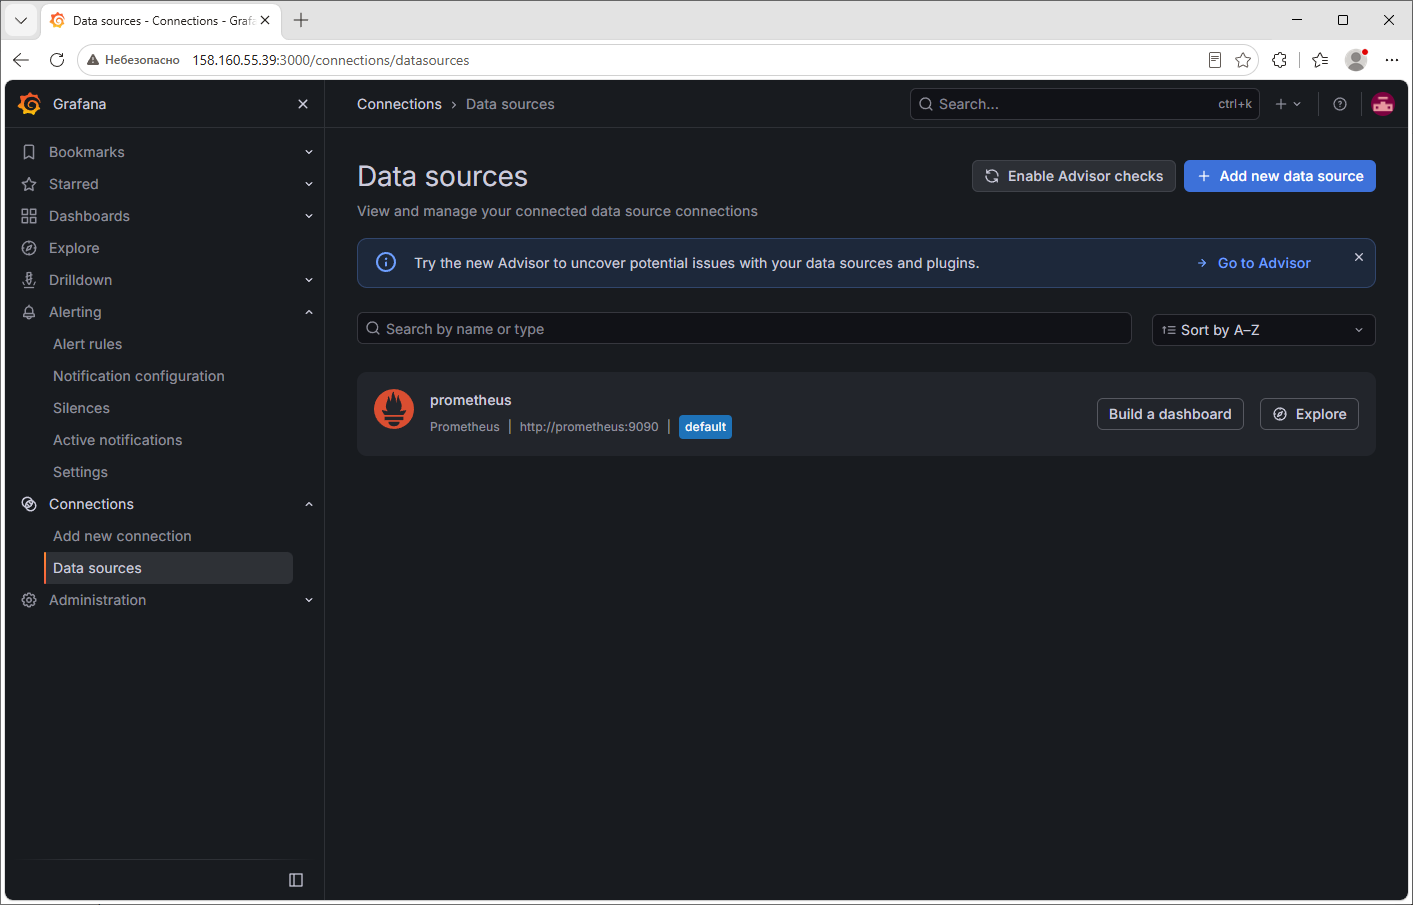 Data sources - Connections - Grafa
Небезопасно 158.160.55.39:3000/connections/datasources
Grafana
Connections › Data sources
Search... ctrl+k
Bookmarks
Starred
Dashboards
Explore
Drilldown
Alerting
Alert rules
Notification configuration
Silences
Active notifications
Settings
Connections
Add new connection
Data sources
Administration
Data sources
Enable Advisor checks
Add new data source
View and manage your connected data source connections
Try the new Advisor to uncover potential issues with your data sources and plugins.
Go to Advisor
Search by name or type
Sort by A–Z
prometheus
Prometheus | http://prometheus:9090 | default
Build a dashboard
Explore